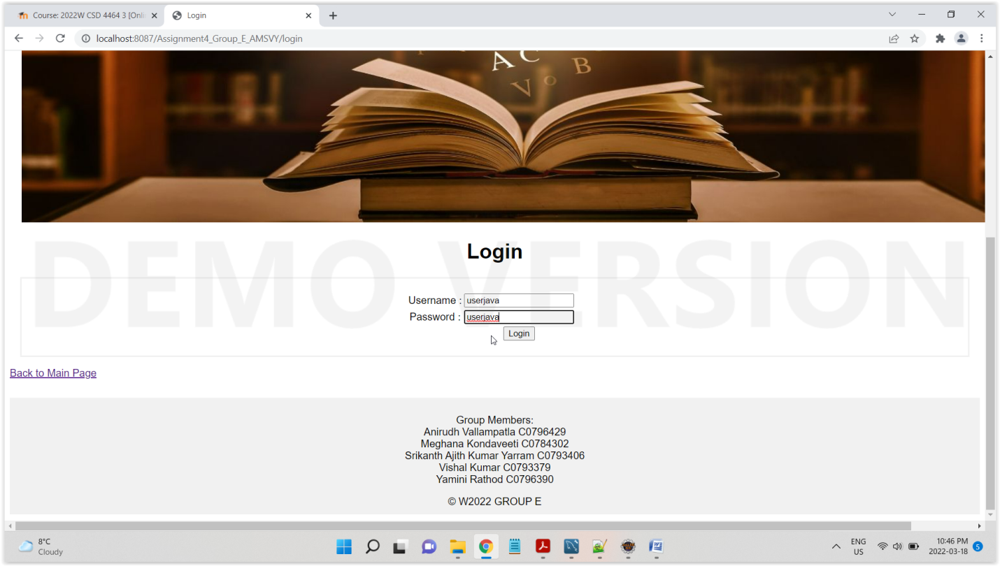 Course: 2022W CSD 4464 3 [Onli
Login
localhost:8087/Assignment4_Group_E_AMSVY/login
A C
V o B
DEMO VERSION
Login
Username : userjava
Password : userjava
Login
Back to Main Page
Group Members:
Anirudh Vallampatla C0796429
Meghana Kondaveeti C0784302
Srikanth Ajith Kumar Yarram C0793406
Vishal Kumar C0793379
Yamini Rathod C0796390
© W2022 GROUP E
8°C
Cloudy
ENG
US
10:46 PM
2022-03-18
5